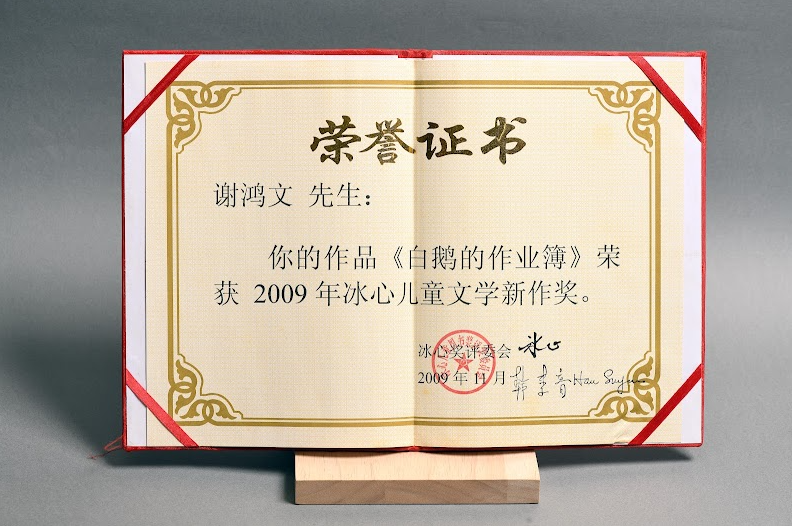 荣誉证书
谢鸿文 先生：
你的作品《白鹅的作业簿》荣
获 2009 年冰心儿童文学新作奖。
冰心奖评委会 冰心
2009 年 11 月 韩素音 Han Suyin